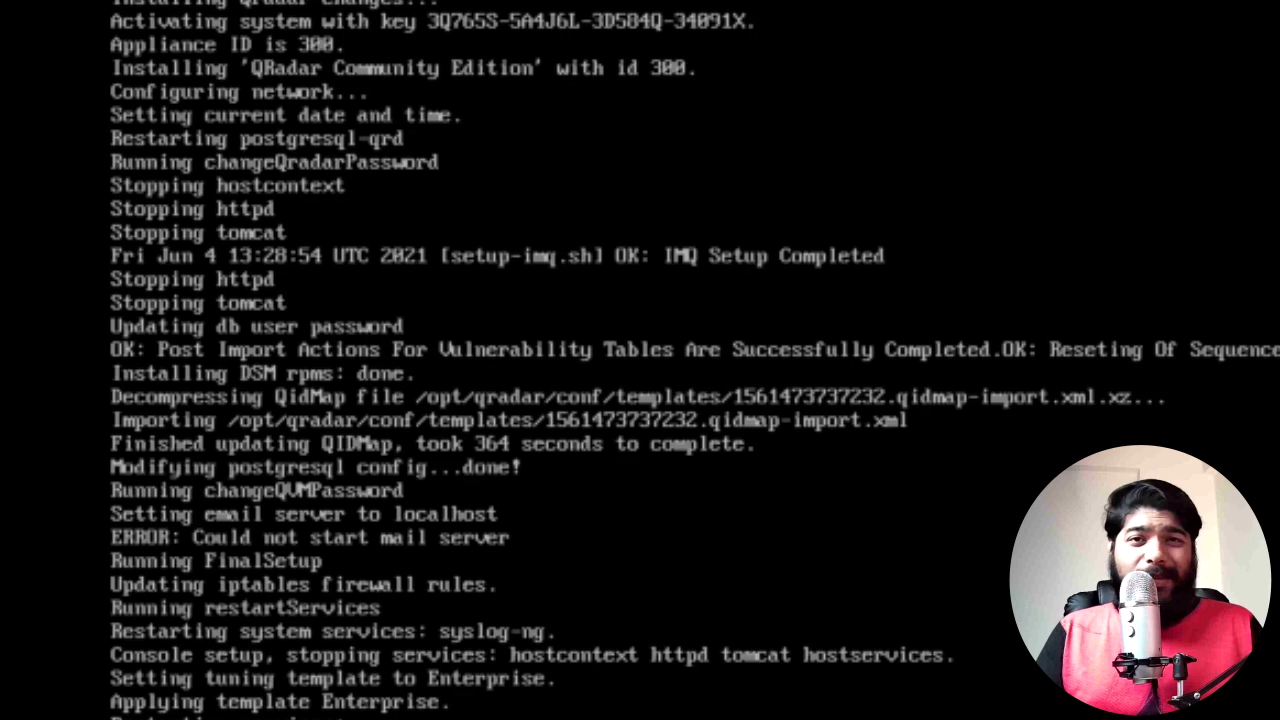 Installing Qradar changes...
Activating system with key 3Q765S-5A4J6L-3D584Q-34091X.
Appliance ID is 300.
Installing 'QRadar Community Edition' with id 300.
Configuring network...
Setting current date and time.
Restarting postgresql-qrd
Running changeQradarPassword
Stopping hostcontext
Stopping httpd
Stopping tomcat
Fri Jun 4 13:28:54 UTC 2021 [setup-imq.sh] OK: IMQ Setup Completed
Stopping httpd
Stopping tomcat
Updating db user password
OK: Post Import Actions For Vulnerability Tables Are Successfully Completed.OK: Reseting Of Sequence
Installing DSM rpms: done.
Decompressing QidMap file /opt/qradar/conf/templates/1561473737232.qidmap-import.xml.xz...
Importing /opt/qradar/conf/templates/1561473737232.qidmap-import.xml
Finished updating QIDMap, took 364 seconds to complete.
Modifying postgresql config...done!
Running changeQVMPassword
Setting email server to localhost
ERROR: Could not start mail server
Running FinalSetup
Updating iptables firewall rules.
Running restartServices
Restarting system services: syslog-ng.
Console setup, stopping services: hostcontext httpd tomcat hostservices.
Setting tuning template to Enterprise.
Applying template Enterprise.